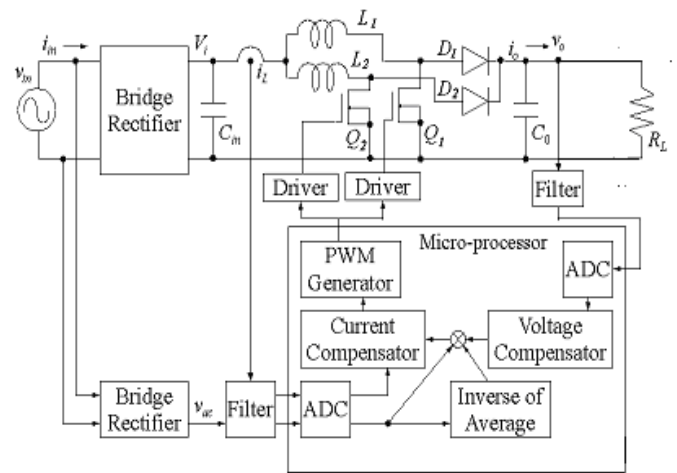 i_in
V_i
L_1
D_1
i_o
v_o
v_in
Bridge
Rectifier
i_L
L_2
D_2
C_in
Q_2
Q_1
C_0
R_L
Driver
Driver
Filter
Micro-processor
PWM
Generator
ADC
Current
Compensator
Voltage
Compensator
Bridge
Rectifier
v_ac
Filter
ADC
Inverse of
Average